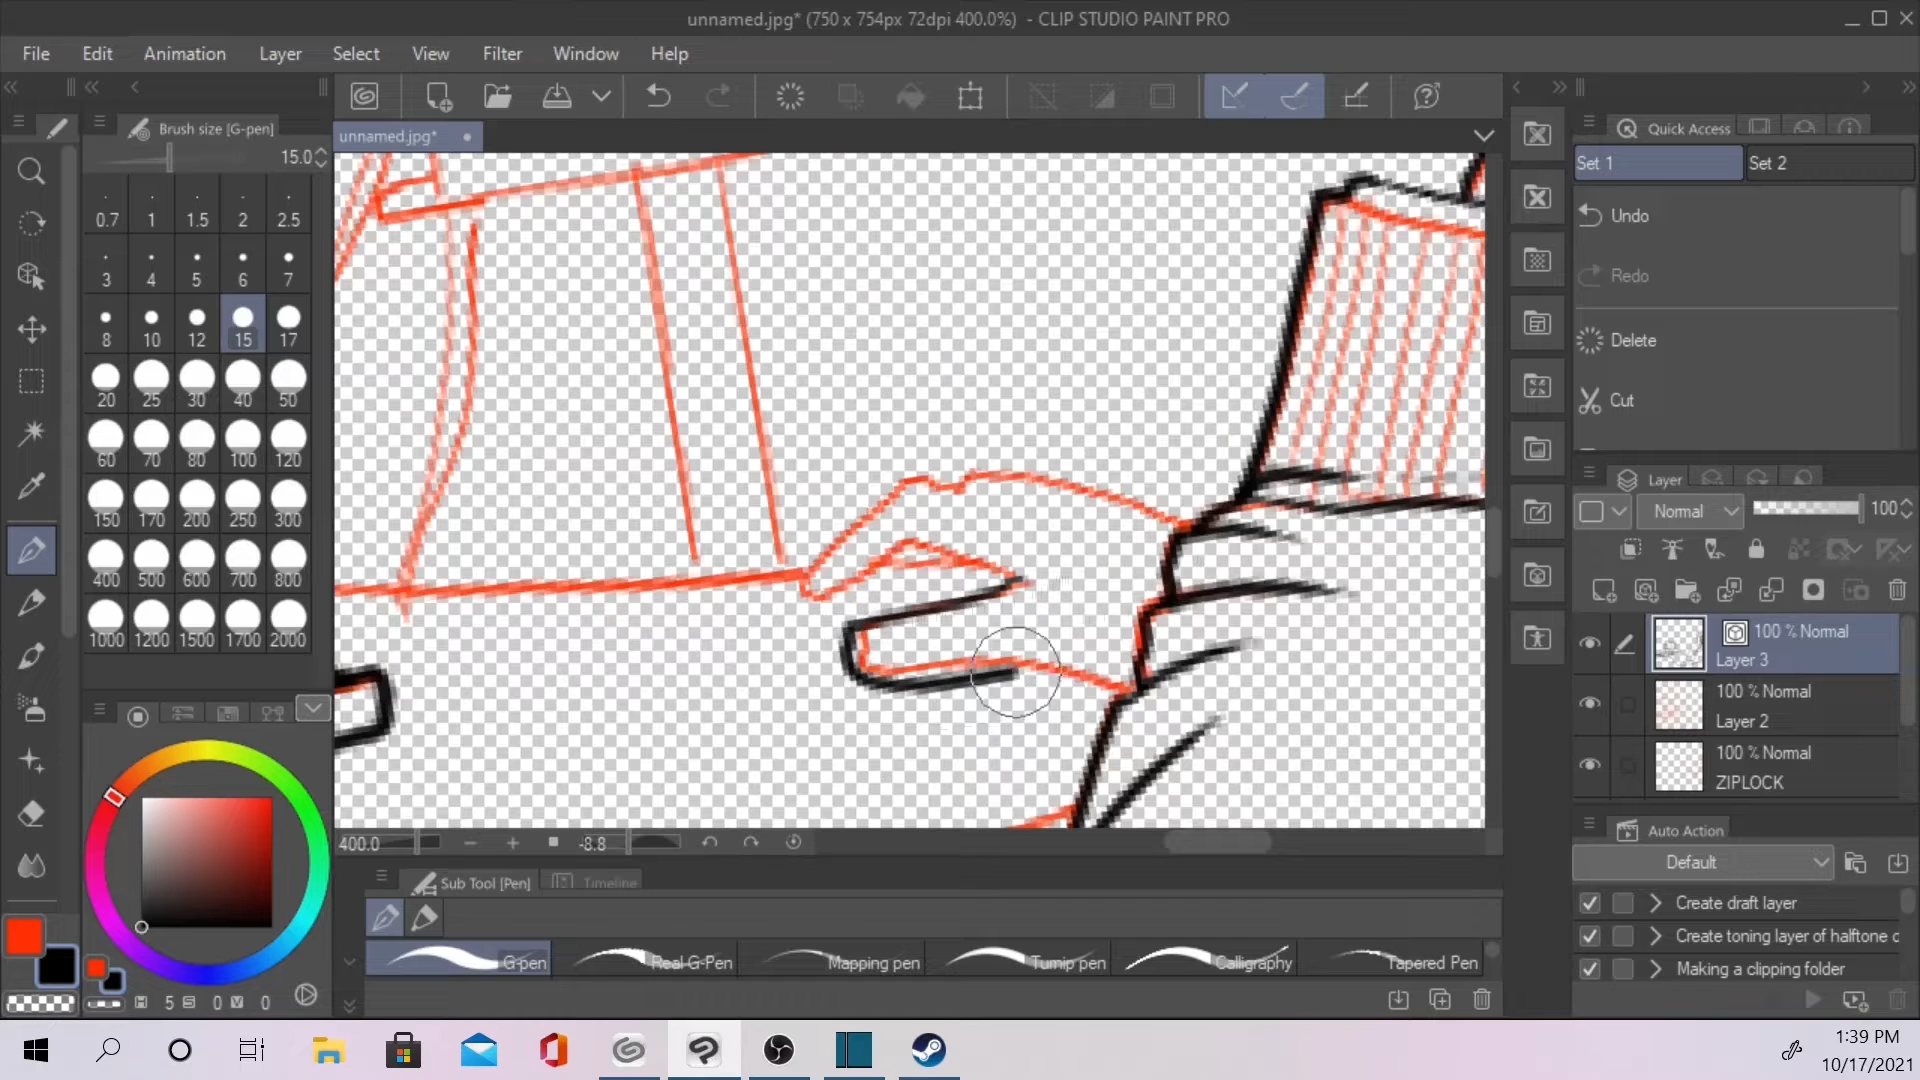 unnamed.jpg* (750 x 754px 72dpi 400.0%) - CLIP STUDIO PAINT PRO
File Edit Animation Layer Select View Filter Window Help
Brush size [G-pen]
15.0
unnamed.jpg*
0.7 1 1.5 2 2.5
3 4 5 6 7
8 10 12 15 17
20 25 30 40 50
60 70 80 100 120
150 170 200 250 300
400 500 600 700 800
1000 1200 1500 1700 2000
H 5 S 0 V 0
400.0
-8.8
Sub Tool [Pen] Timeline
G-pen Real G-Pen Mapping pen Turnip pen Calligraphy Tapered Pen
Quick Access
Set 1 Set 2
Undo
Redo
Delete
Cut
Layer
Normal 100
100 % Normal
Layer 3
100 % Normal
Layer 2
100 % Normal
ZIPLOCK
Auto Action
Default
Create draft layer
Create toning layer of halftone c
Making a clipping folder
1:39 PM
10/17/2021